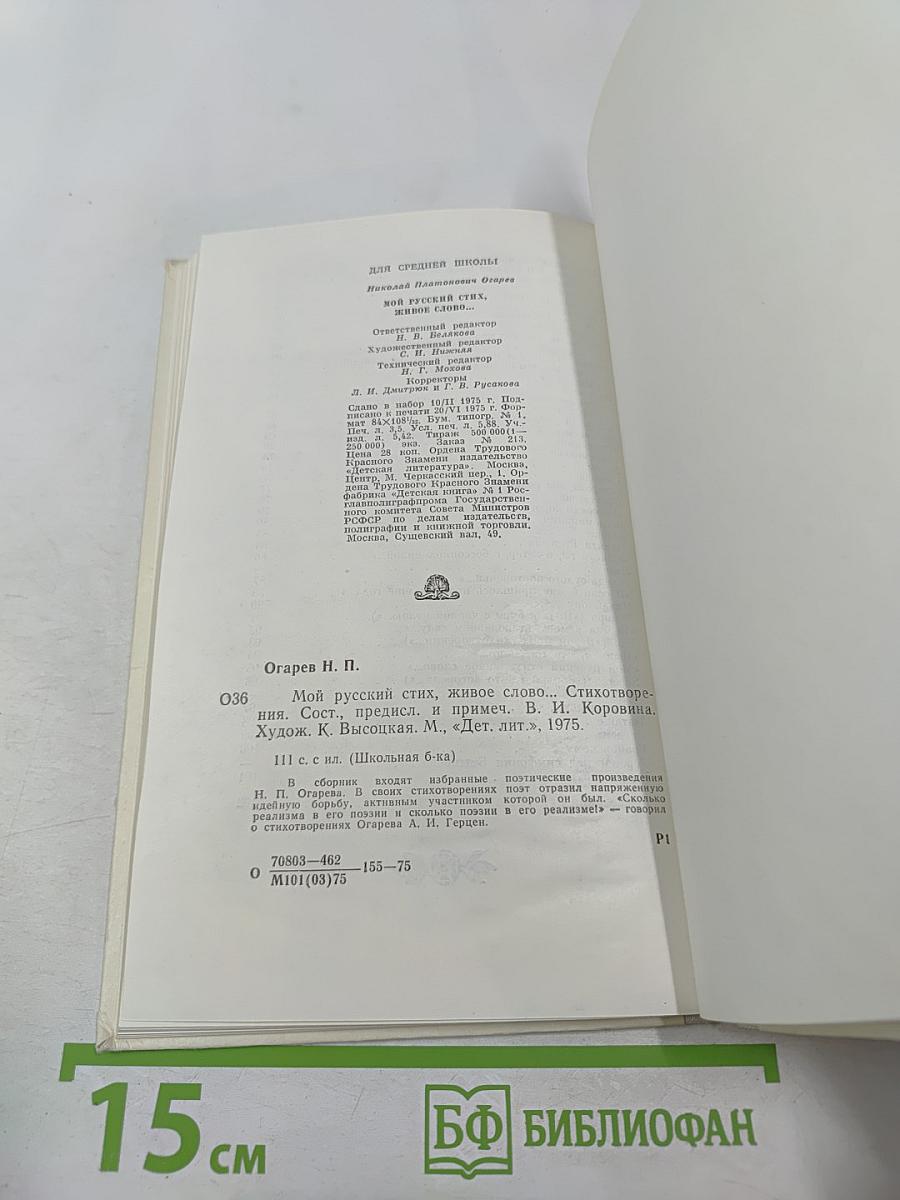 ДЛЯ СРЕДНЕЙ ШКОЛЫ
Николай Платонович Огарев
МОЙ РУССКИЙ СТИХ,
ЖИВОЕ СЛОВО...
Ответственный редактор
Н. В. Белякова
Художественный редактор
С. И. Нижняя
Технический редактор
Н. Г. Мохова
Корректоры
Л. И. Дмитрюк и Г. В. Русакова
Сдано в набор 10/II 1975 г. Под-
писано к печати 20/VI 1975 г. Фор-
мат 84×108¹/₃₂. Бум. типогр. № 1.
Печ. л. 3,5. Усл. печ. л. 5,88. Уч.-
изд. л. 5,42. Тираж 500 000(1—
250 000) экз. Заказ № 213.
Цена 28 коп. Ордена Трудового
Красного Знамени издательство
«Детская литература». Москва,
Центр, М. Черкасский пер., 1. Ор-
дена Трудового Красного Знамени
фабрика «Детская книга» № 1 Рос-
главполиграфпрома Государствен-
ного комитета Совета Министров
РСФСР по делам издательств,
полиграфии и книжной торговли.
Москва, Сущевский вал, 49.
Огарев Н. П.
О36 Мой русский стих, живое слово... Стихотворе-
ния. Сост., предисл. и примеч. В. И. Коровина.
Худож. К. Высоцкая. М., «Дет. лит.», 1975.
111 с. с ил. (Школьная б-ка)
В сборник входят избранные поэтические произведения
Н. П. Огарева. В своих стихотворениях поэт отразил напряженную
идейную борьбу, активным участником которой он был. «Сколько
реализма в его поэзии и сколько поэзии в его реализме!» — говорил
о стихотворениях Огарева А. И. Герцен.
Р1
О 70803—462
М101(03)75 —155—75
15 см
БФ БИБЛИОФАН